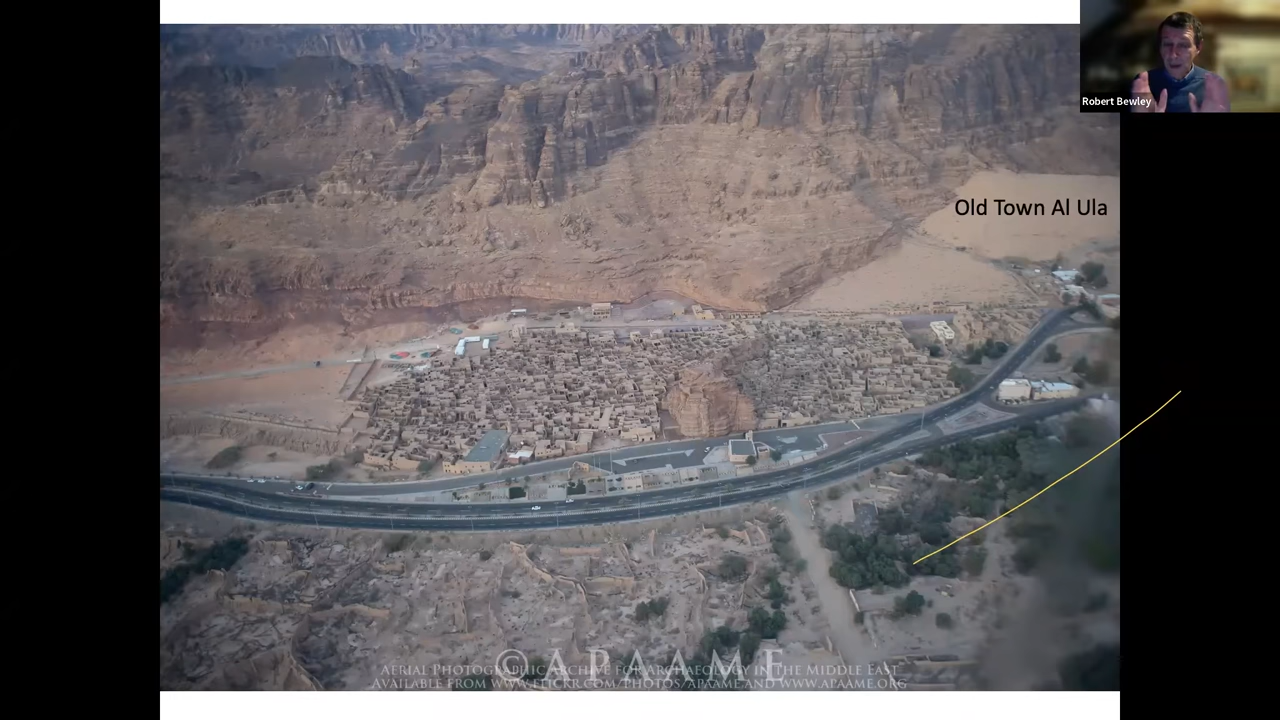 Robert Bewley
Old Town Al Ula
© APAAME
Aerial Photographic Archive for Archaeology in the Middle East
Available from www.flickr.com/photos/apaame and www.apaame.org